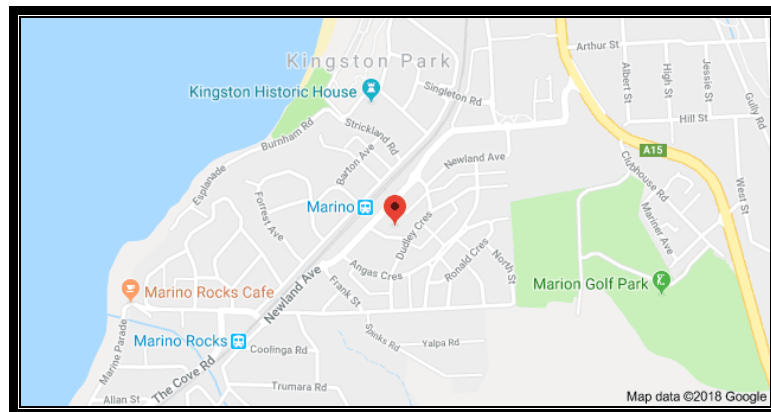 Arthur St
Kingston Park
Albert St
High St
Jessie St
Gully Rd
Kingston Historic House
Singleton Rd
Hill St
Strickland Rd
Burnham Rd
A15
Newland Ave
Barton Ave
Clubhouse Rd
West St
Esplanade
Forrest Ave
Marino
Mariner Ave
Dudley Cres
Ronald Cres
North St
Angas Cres
Marion Golf Park
Newland Ave
Frank St
Marino Rocks Cafe
Marine Parade
Marino Rocks
Coolinga Rd
Spinks Rd
Yalpa Rd
The Cove Rd
Trumara Rd
Allan St
Map data ©2018 Google